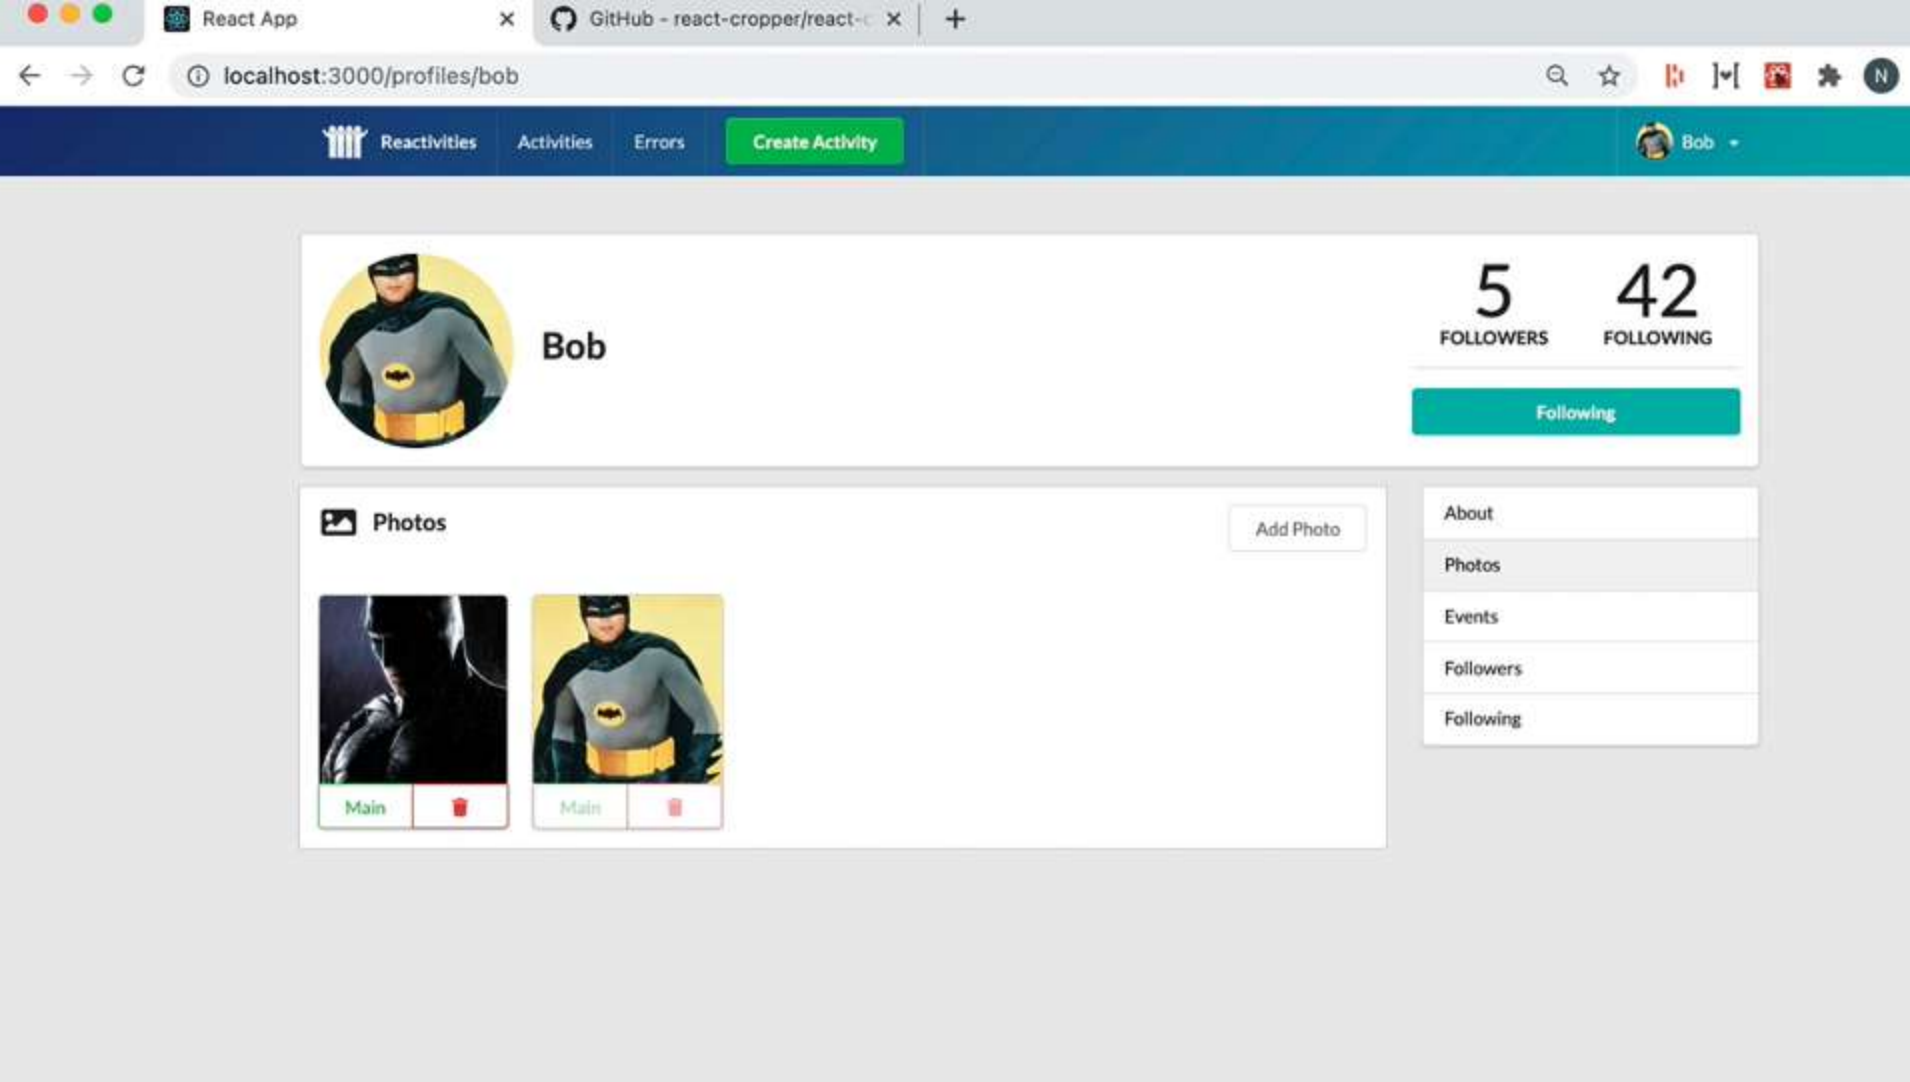 React App
GitHub - react-cropper/react-c
localhost:3000/profiles/bob
N
Reactivities
Activities
Errors
Create Activity
Bob
Bob
5
FOLLOWERS
42
FOLLOWING
Following
Photos
Add Photo
Main
Main
About
Photos
Events
Followers
Following